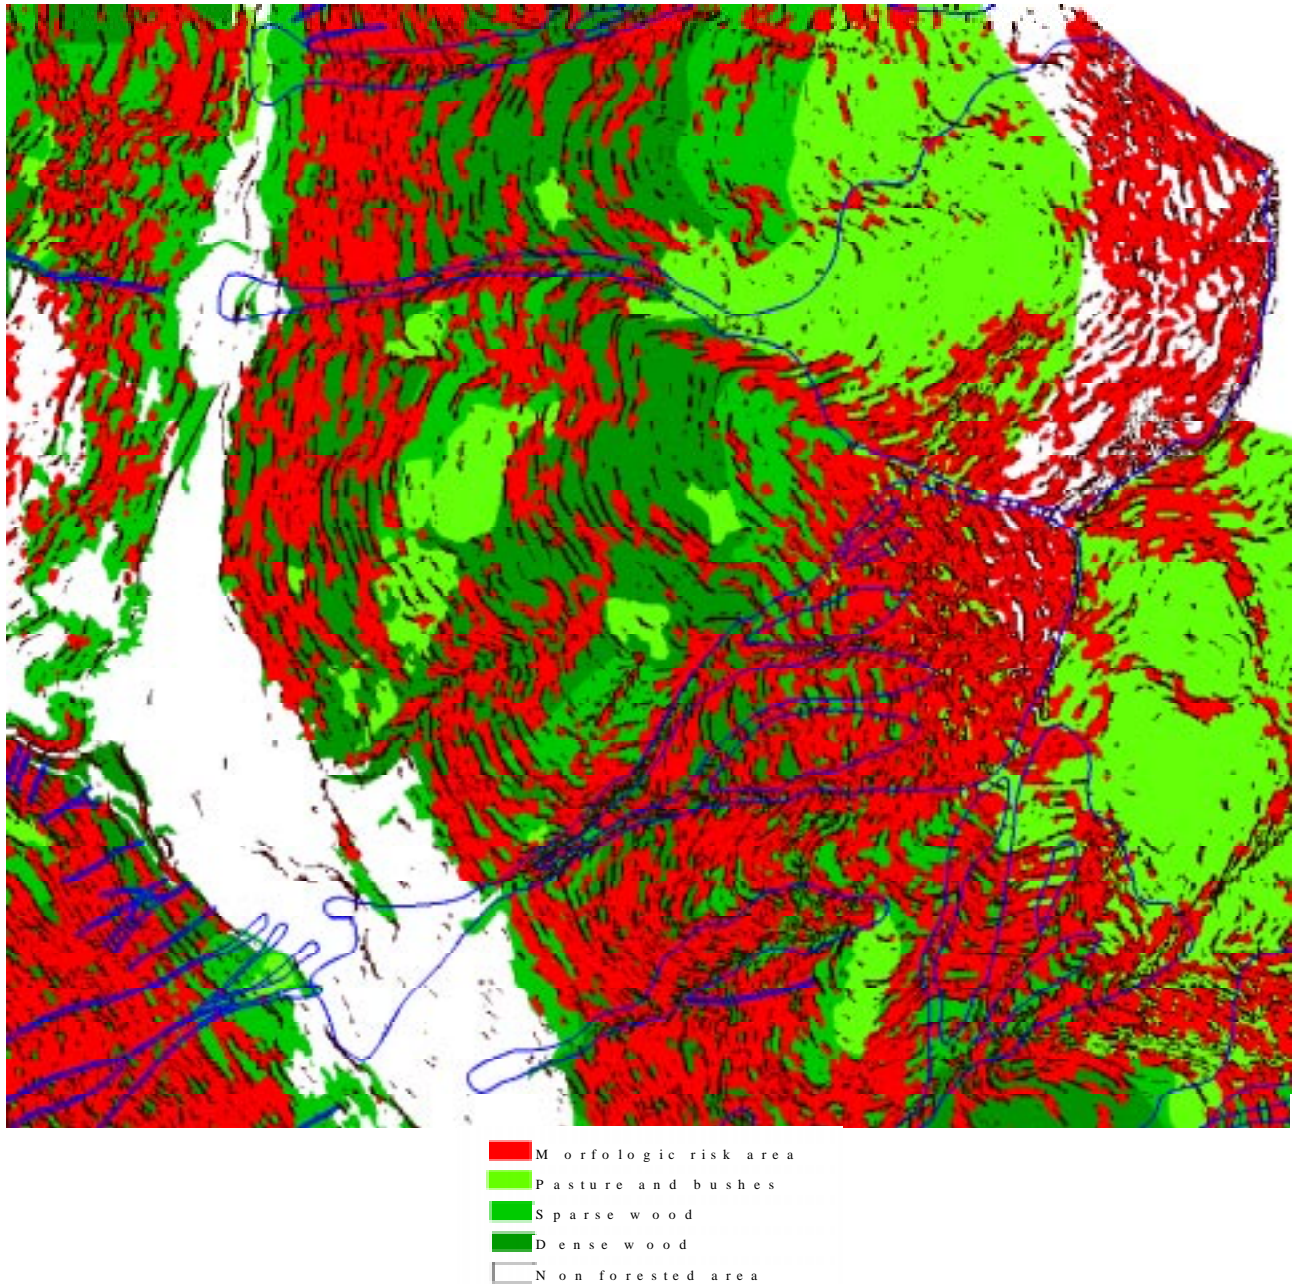 Morfologic risk area
Pasture and bushes
Sparse wood
Dense wood
Non forested area